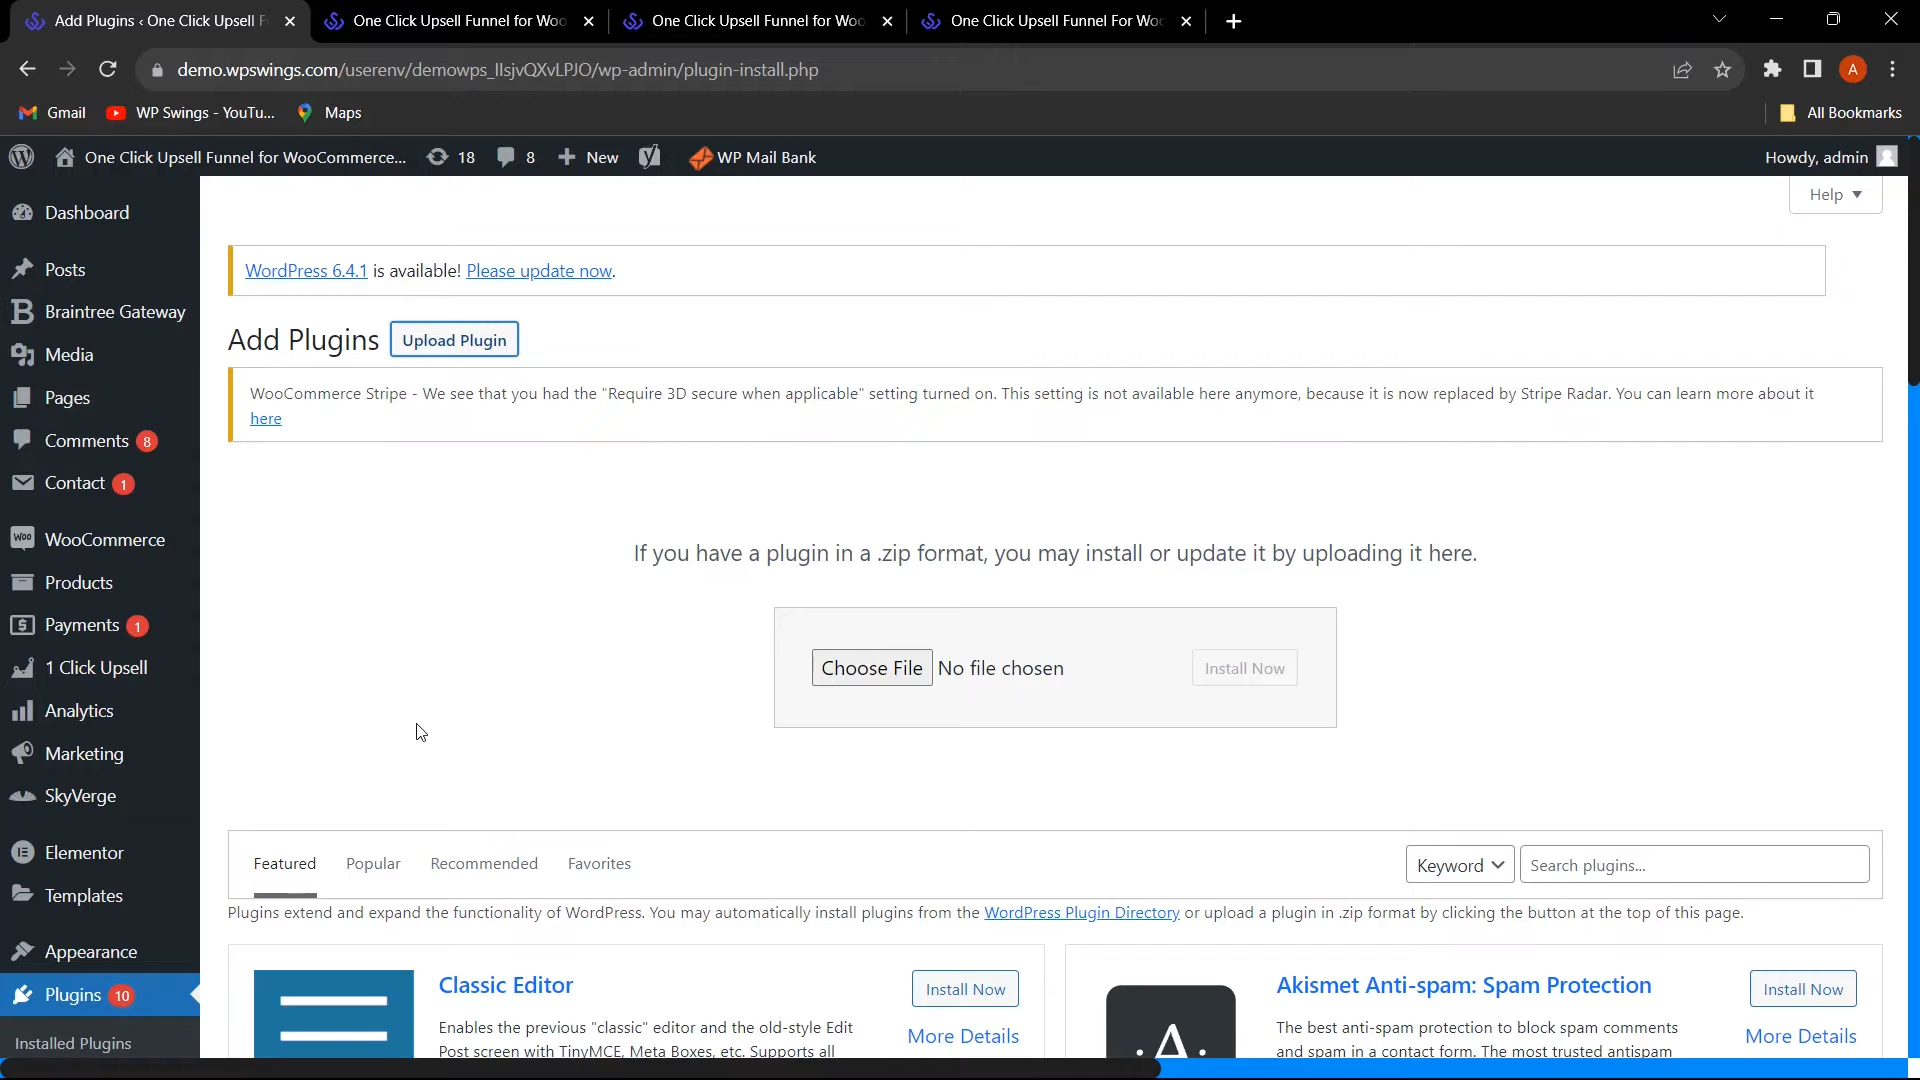 Add Plugins ‹ One Click Upsell F
One Click Upsell Funnel for Woo
One Click Upsell Funnel for Woo
One Click Upsell Funnel For Woo
demo.wpswings.com/userenv/demowps_IIsjvQXvLPJO/wp-admin/plugin-install.php
A
Gmail
WP Swings - YouTu...
Maps
All Bookmarks
One Click Upsell Funnel for WooCommerce...
18
8
New
WP Mail Bank
Howdy, admin
Help
Dashboard
Posts
Braintree Gateway
Media
Pages
Comments 8
Contact 1
WooCommerce
Products
Payments 1
1 Click Upsell
Analytics
Marketing
SkyVerge
Elementor
Templates
Appearance
Plugins 10
Installed Plugins
WordPress 6.4.1 is available! Please update now.
Add Plugins
Upload Plugin
WooCommerce Stripe - We see that you had the "Require 3D secure when applicable" setting turned on. This setting is not available here anymore, because it is now replaced by Stripe Radar. You can learn more about it
here
If you have a plugin in a .zip format, you may install or update it by uploading it here.
Choose File No file chosen
Install Now
Featured
Popular
Recommended
Favorites
Keyword
Search plugins...
Plugins extend and expand the functionality of WordPress. You may automatically install plugins from the WordPress Plugin Directory or upload a plugin in .zip format by clicking the button at the top of this page.
Classic Editor
Install Now
Enables the previous "classic" editor and the old-style Edit
More Details
Post screen with TinyMCE, Meta Boxes, etc. Supports all
Akismet Anti-spam: Spam Protection
Install Now
The best anti-spam protection to block spam comments
More Details
and spam in a contact form. The most trusted antispam